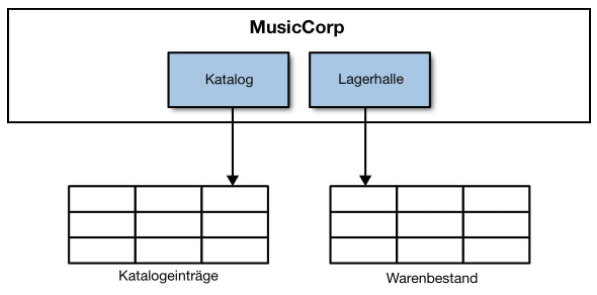 MusicCorp
Katalog
Lagerhalle
Katalogeinträge
Warenbestand